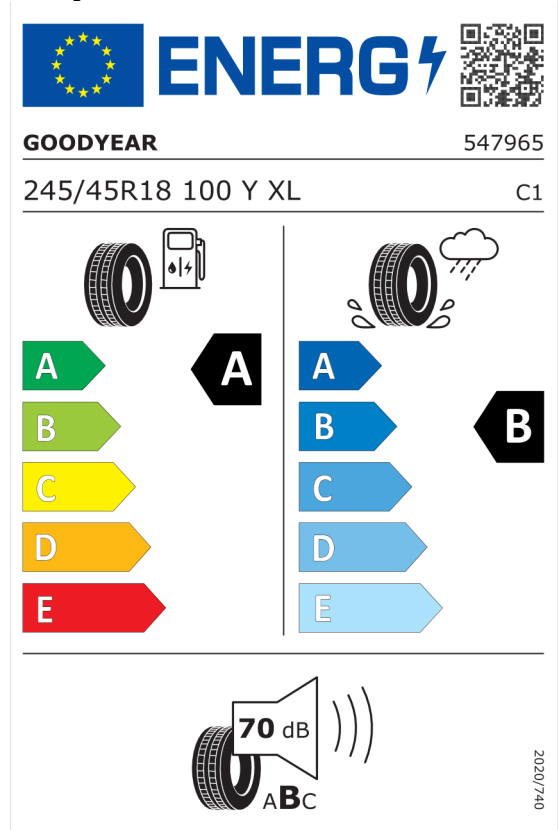 ENERG
GOODYEAR 547965
245/45R18 100 Y XL C1
A A A
B B B
C C
D D
E E
70 dB
ABC
2020/740